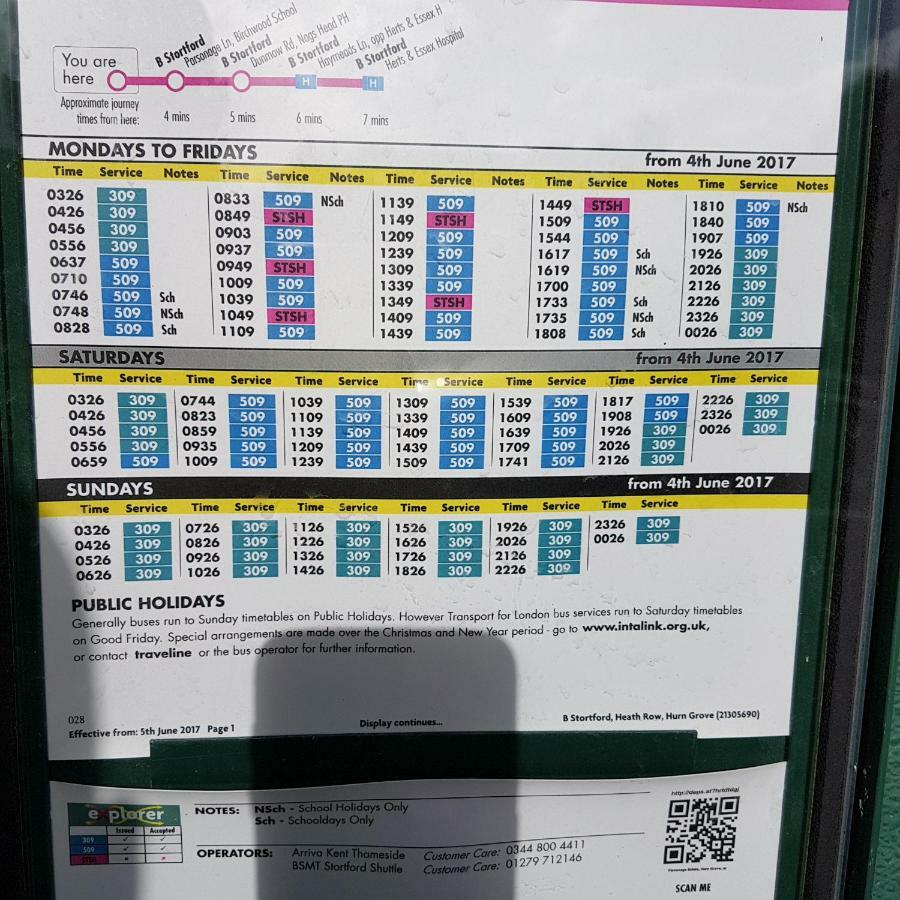 You are here
B Stortford Parsonage Ln, Birchwood School
B Stortford Dunmow Rd, Nags Head PH
B Stortford Haymeads Ln, opp Herts & Essex H
B Stortford Herts & Essex Hospital
H H
Approximate journey
times from here: 4 mins 5 mins 6 mins 7 mins
MONDAYS TO FRIDAYS from 4th June 2017
Time Service Notes Time Service Notes Time Service Notes Time Service Notes Time Service Notes
0326 309 0833 509 NSch 1139 509 1449 STSH 1810 509 NSch
0426 309 0849 STSH 1149 STSH 1509 509 1840 509
0456 309 0903 509 1209 509 1544 509 1907 509
0556 309 0937 509 1239 509 1617 509 Sch 1926 309
0637 509 0949 STSH 1309 509 1619 509 NSch 2026 309
0710 509 1009 509 1339 509 1700 509 2126 309
0746 509 Sch 1039 509 1349 STSH 1733 509 Sch 2226 309
0748 509 NSch 1049 STSH 1409 509 1735 509 NSch 2326 309
0828 509 Sch 1109 509 1439 509 1808 509 Sch 0026 309
SATURDAYS from 4th June 2017
Time Service Time Service Time Service Time Service Time Service Time Service Time Service
0326 309 0744 509 1039 509 1309 509 1539 509 1817 509 2226 309
0426 309 0823 509 1109 509 1339 509 1609 509 1908 509 2326 309
0456 309 0859 509 1139 509 1409 509 1639 509 1926 309 0026 309
0556 309 0935 509 1209 509 1439 509 1709 509 2026 309
0659 509 1009 509 1239 509 1509 509 1741 509 2126 309
SUNDAYS from 4th June 2017
Time Service Time Service Time Service Time Service Time Service Time Service
0326 309 0726 309 1126 309 1526 309 1926 309 2326 309
0426 309 0826 309 1226 309 1626 309 2026 309 0026 309
0526 309 0926 309 1326 309 1726 309 2126 309
0626 309 1026 309 1426 309 1826 309 2226 309
PUBLIC HOLIDAYS
Generally buses run to Sunday timetables on Public Holidays. However Transport for London bus services run to Saturday timetables
on Good Friday. Special arrangements are made over the Christmas and New Year period - go to www.intalink.org.uk,
or contact traveline or the bus operator for further information.
028
Effective from: 5th June 2017 Page 1 Display continues... B Stortford, Heath Row, Hurn Grove (21305690)
explorer
Issued Accepted
309 ✓ ✓
509 ✓ ✓
STSH × ×
NOTES: NSch - School Holidays Only
Sch - Schooldays Only
OPERATORS: Arriva Kent Thameside Customer Care: 0344 800 4411
BSMT Stortford Shuttle Customer Care: 01279 712146
SCAN ME